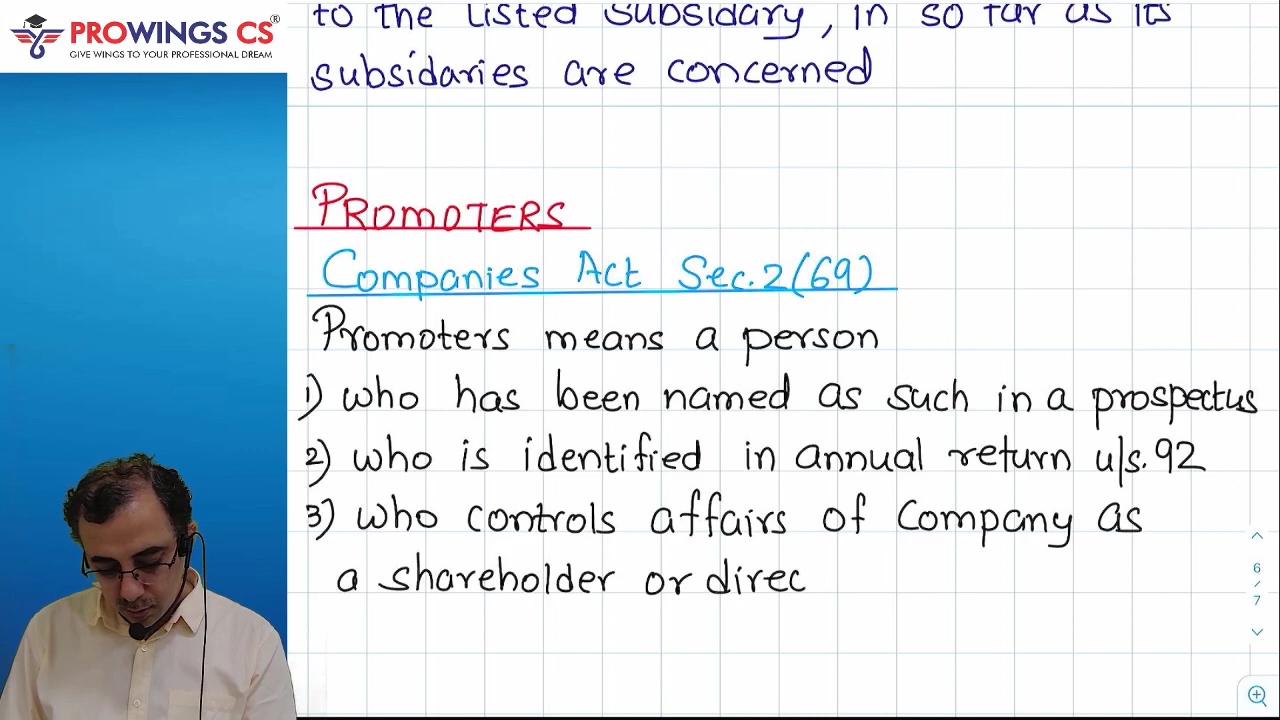 PROWINGS CS
GIVE WINGS TO YOUR PROFESSIONAL DREAM
to the Listed Subsidary, in so far as its
subsidaries are concerned
PROMOTERS
Companies Act Sec.2(69)
Promoters means a person
1) who has been named as such in a prospectus
2) who is identified in annual return u/s.92
3) who controls affairs of Company as
a shareholder or direc
6
/
7